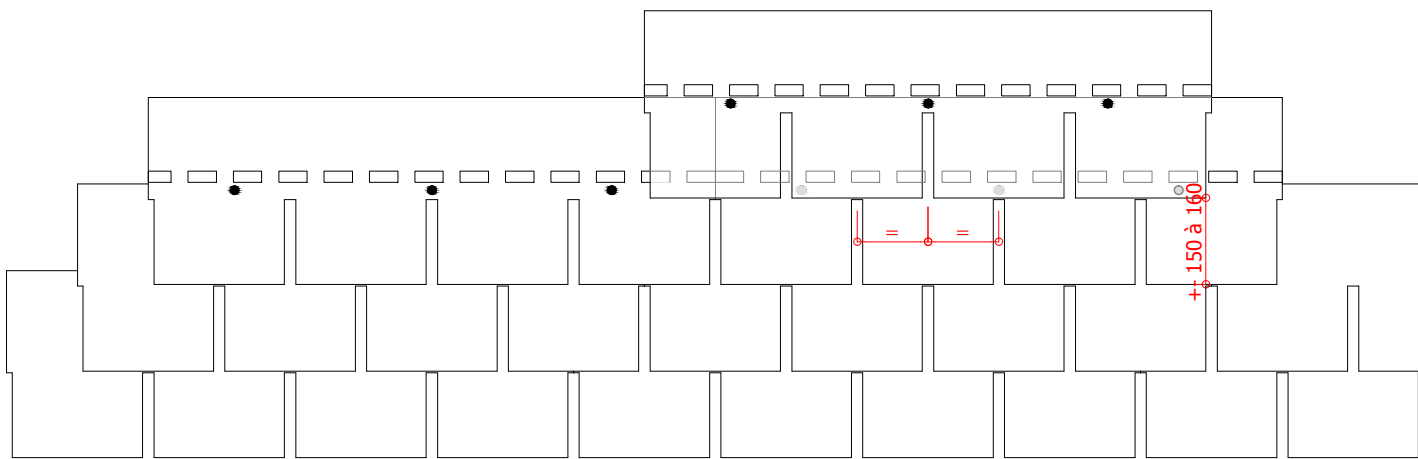 = =
+- 150 à 160